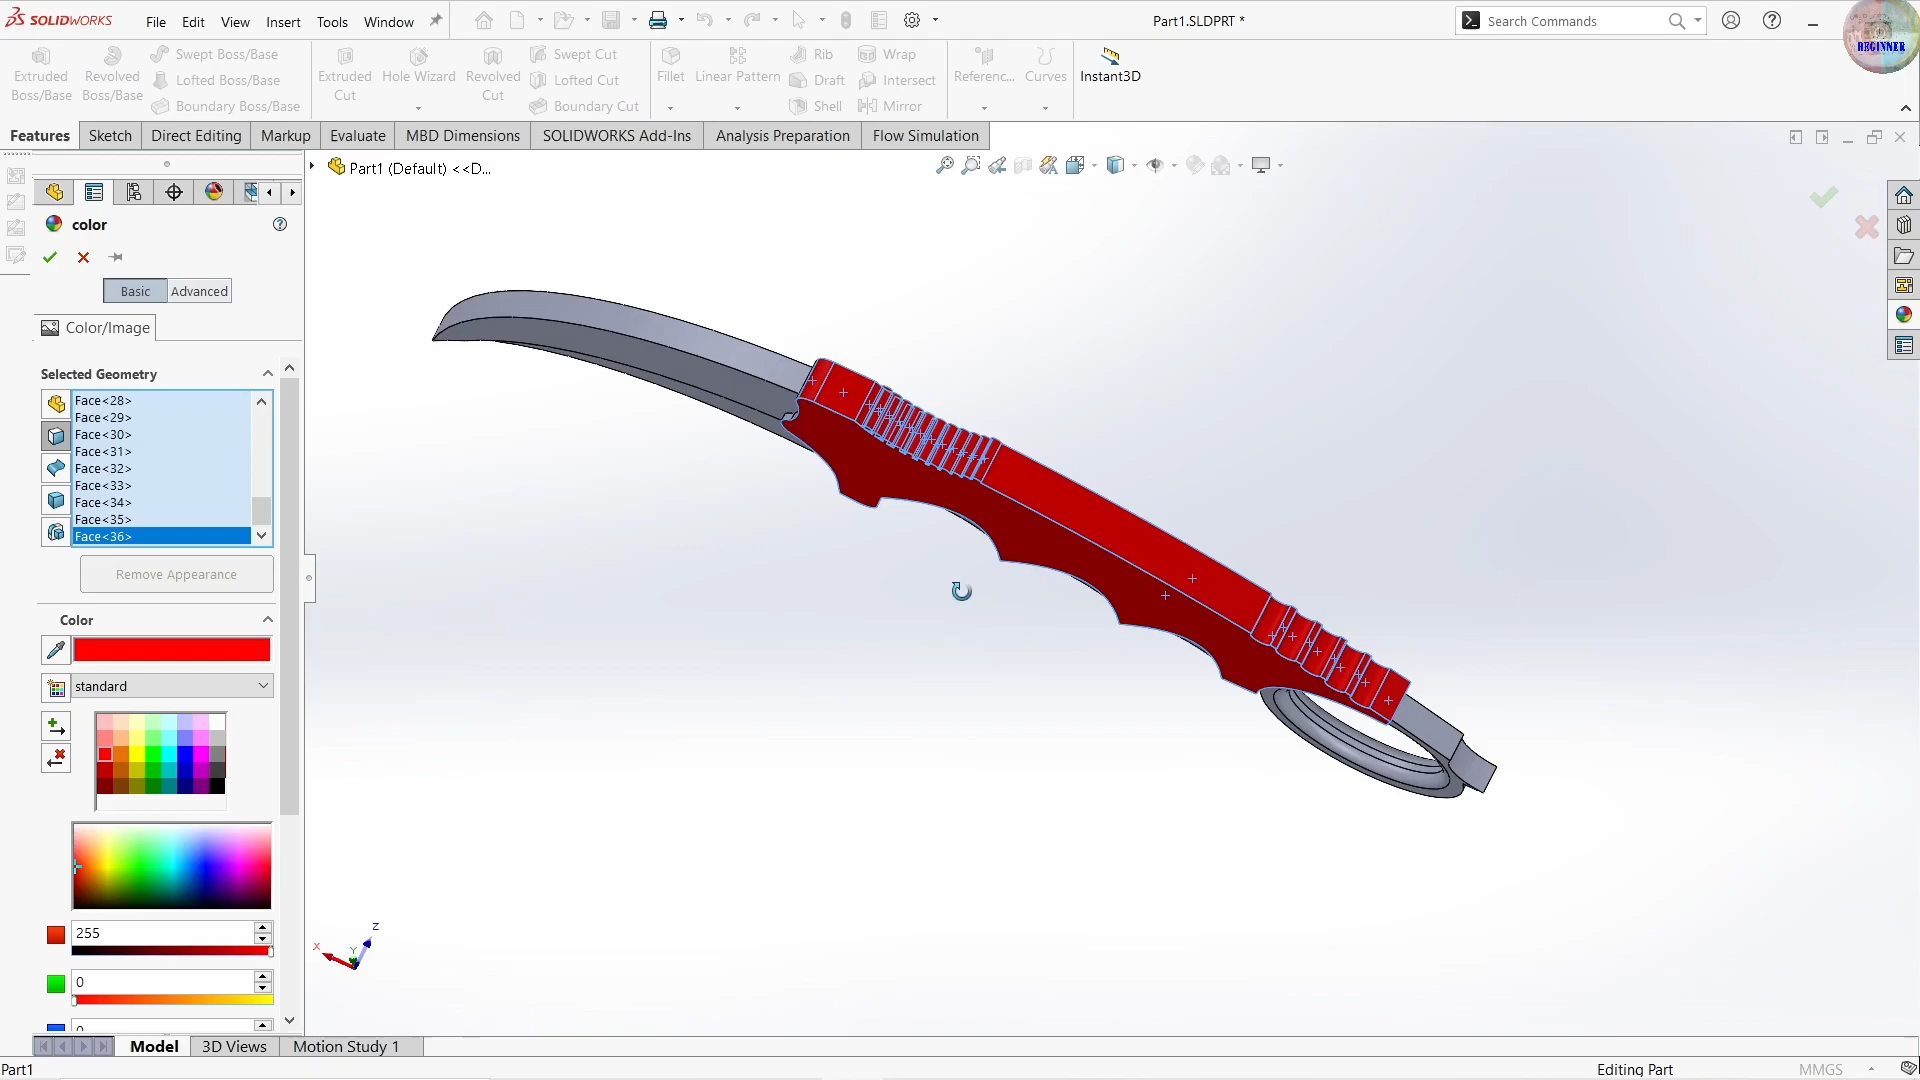 SOLIDWORKS File Edit View Insert Tools Window Part1.SLDPRT * Search Commands
BEGINNER
Extruded Boss/Base
Revolved Boss/Base
Swept Boss/Base
Lofted Boss/Base
Boundary Boss/Base
Extruded Cut
Hole Wizard
Revolved Cut
Swept Cut
Lofted Cut
Boundary Cut
Fillet
Linear Pattern
Rib
Draft
Shell
Wrap
Intersect
Mirror
Referenc...
Curves
Instant3D
Features Sketch Direct Editing Markup Evaluate MBD Dimensions SOLIDWORKS Add-Ins Analysis Preparation Flow Simulation
Part1 (Default) <<D...
color
Basic Advanced
Color/Image
Selected Geometry
Face<28>
Face<29>
Face<30>
Face<31>
Face<32>
Face<33>
Face<34>
Face<35>
Face<36>
Remove Appearance
Color
standard
255
0
0
X Y Z
Model 3D Views Motion Study 1
Part1 Editing Part MMGS